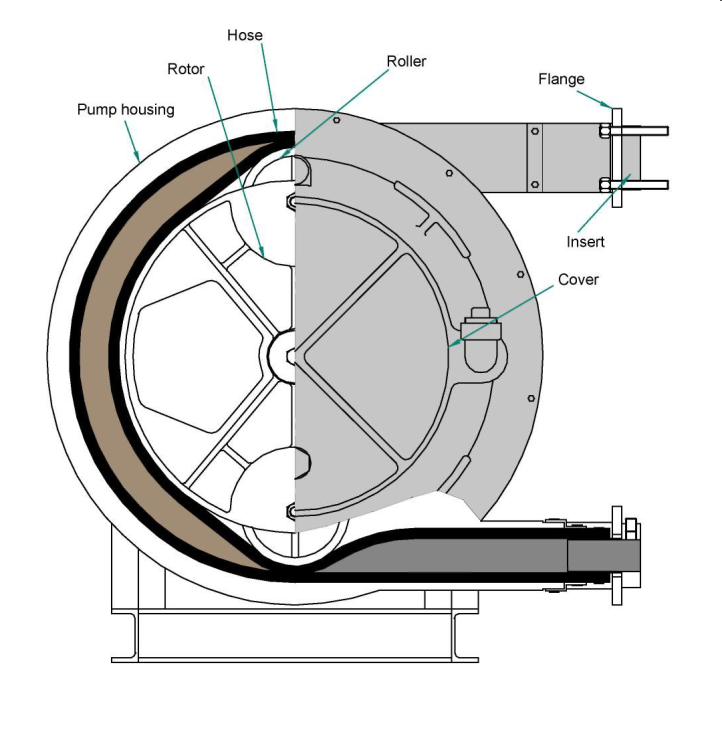 Hose
Roller
Rotor
Flange
Pump housing
Insert
Cover